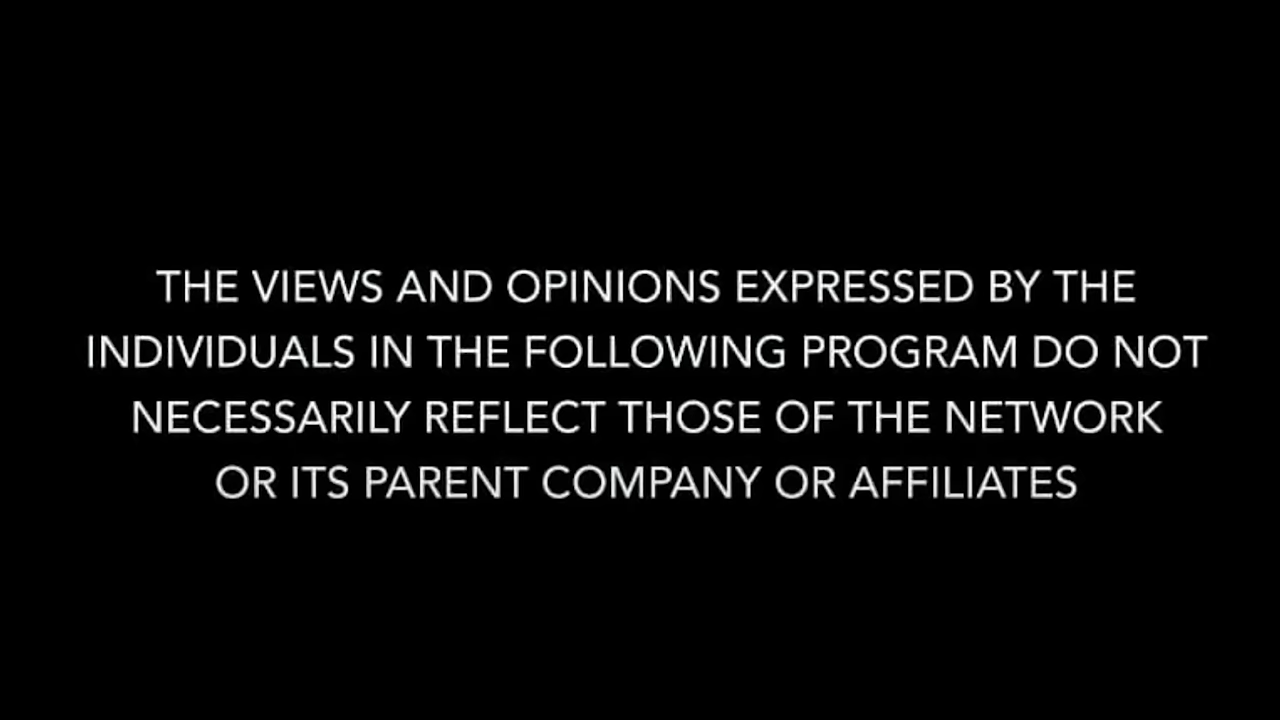 THE VIEWS AND OPINIONS EXPRESSED BY THE
INDIVIDUALS IN THE FOLLOWING PROGRAM DO NOT
NECESSARILY REFLECT THOSE OF THE NETWORK
OR ITS PARENT COMPANY OR AFFILIATES